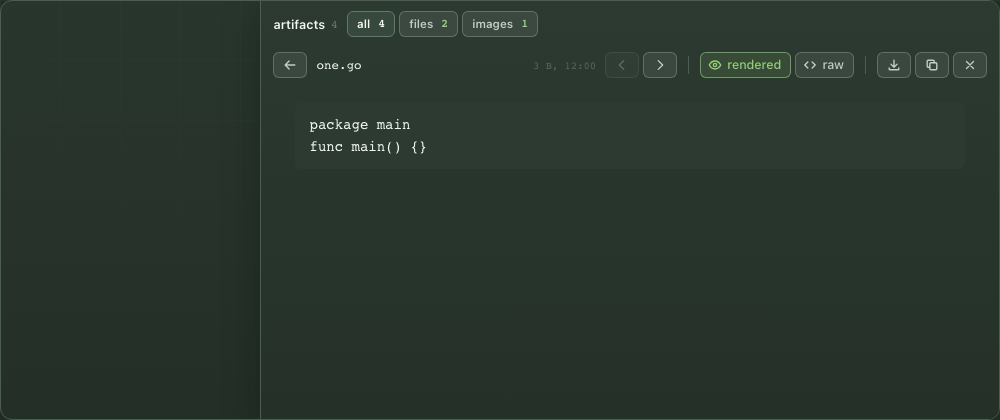 artifacts 4 all 4 files 2 images 1
one.go 3 B, 12:00 rendered raw
package main
func main() {}